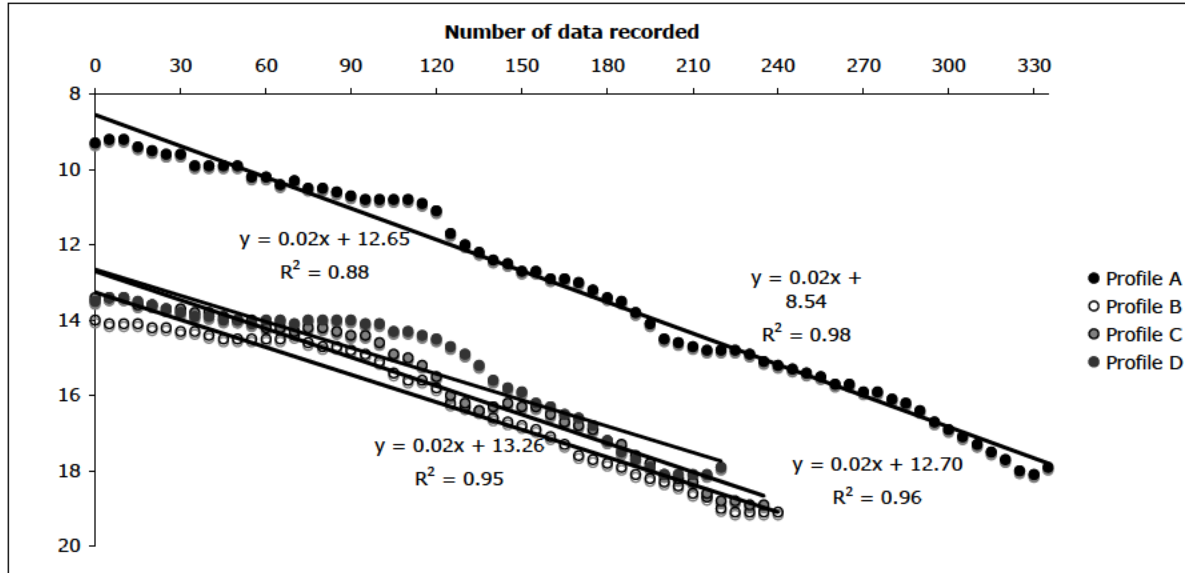 Number of data recorded
0 30 60 90 120 150 180 210 240 270 300 330
8
10
12
14
16
18
20
y = 0.02x + 12.65
R² = 0.88
y = 0.02x +
8.54
R² = 0.98
y = 0.02x + 13.26
R² = 0.95
y = 0.02x + 12.70
R² = 0.96
Profile A
Profile B
Profile C
Profile D